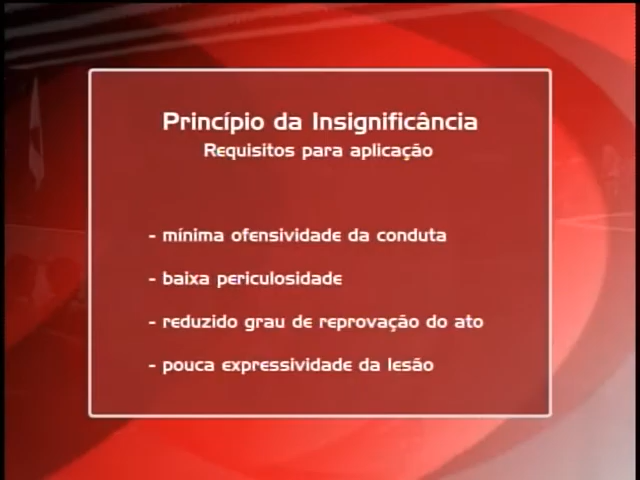 Princípio da Insignificância
Requisitos para aplicação
- mínima ofensividade da conduta
- baixa periculosidade
- reduzido grau de reprovação do ato
- pouca expressividade da lesão